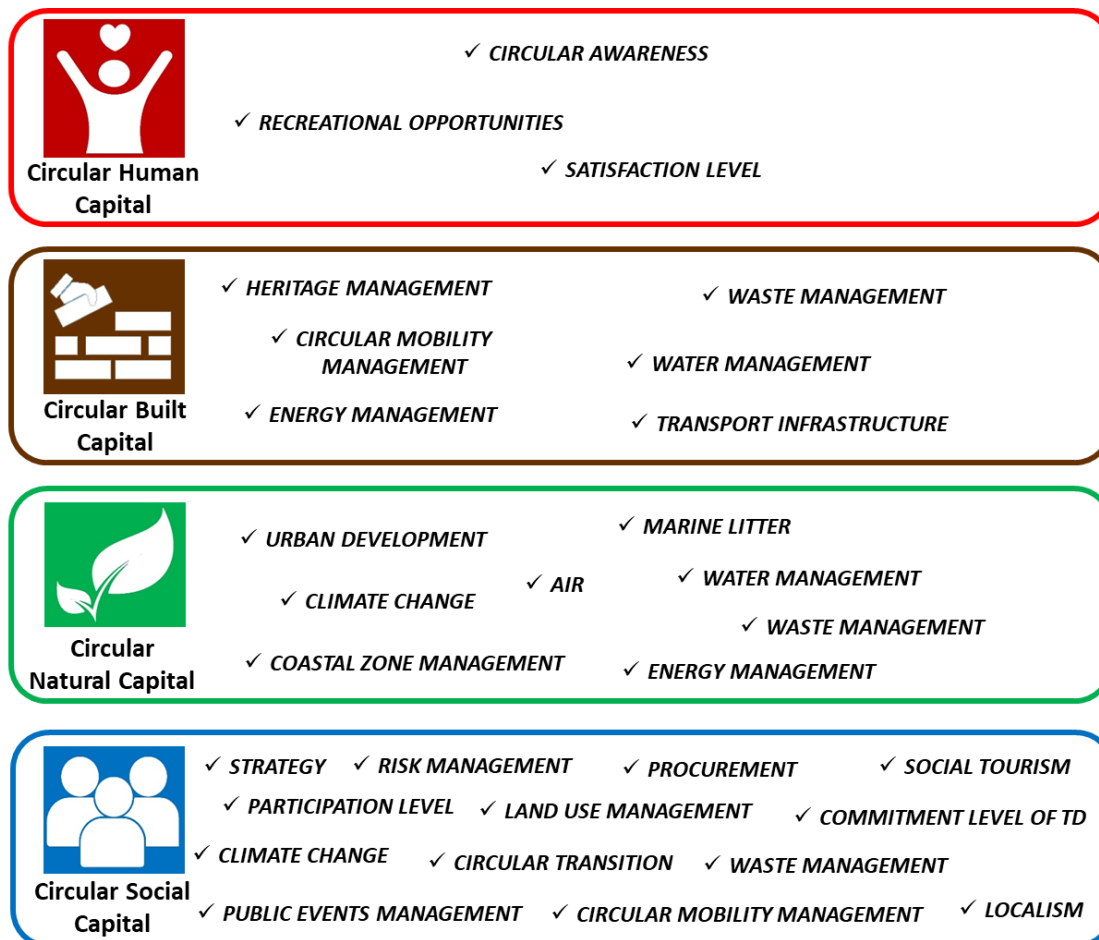 ✓ CIRCULAR AWARENESS
✓ RECREATIONAL OPPORTUNITIES
✓ SATISFACTION LEVEL
Circular Human
Capital
✓ HERITAGE MANAGEMENT
✓ WASTE MANAGEMENT
✓ CIRCULAR MOBILITY
MANAGEMENT
✓ WATER MANAGEMENT
✓ ENERGY MANAGEMENT
✓ TRANSPORT INFRASTRUCTURE
Circular Built
Capital
✓ URBAN DEVELOPMENT
✓ MARINE LITTER
✓ AIR
✓ WATER MANAGEMENT
✓ CLIMATE CHANGE
✓ WASTE MANAGEMENT
✓ COASTAL ZONE MANAGEMENT
✓ ENERGY MANAGEMENT
Circular
Natural Capital
✓ STRATEGY ✓ RISK MANAGEMENT ✓ PROCUREMENT ✓ SOCIAL TOURISM
✓ PARTICIPATION LEVEL ✓ LAND USE MANAGEMENT ✓ COMMITMENT LEVEL OF TD
✓ CLIMATE CHANGE ✓ CIRCULAR TRANSITION ✓ WASTE MANAGEMENT
✓ PUBLIC EVENTS MANAGEMENT ✓ CIRCULAR MOBILITY MANAGEMENT ✓ LOCALISM
Circular Social
Capital